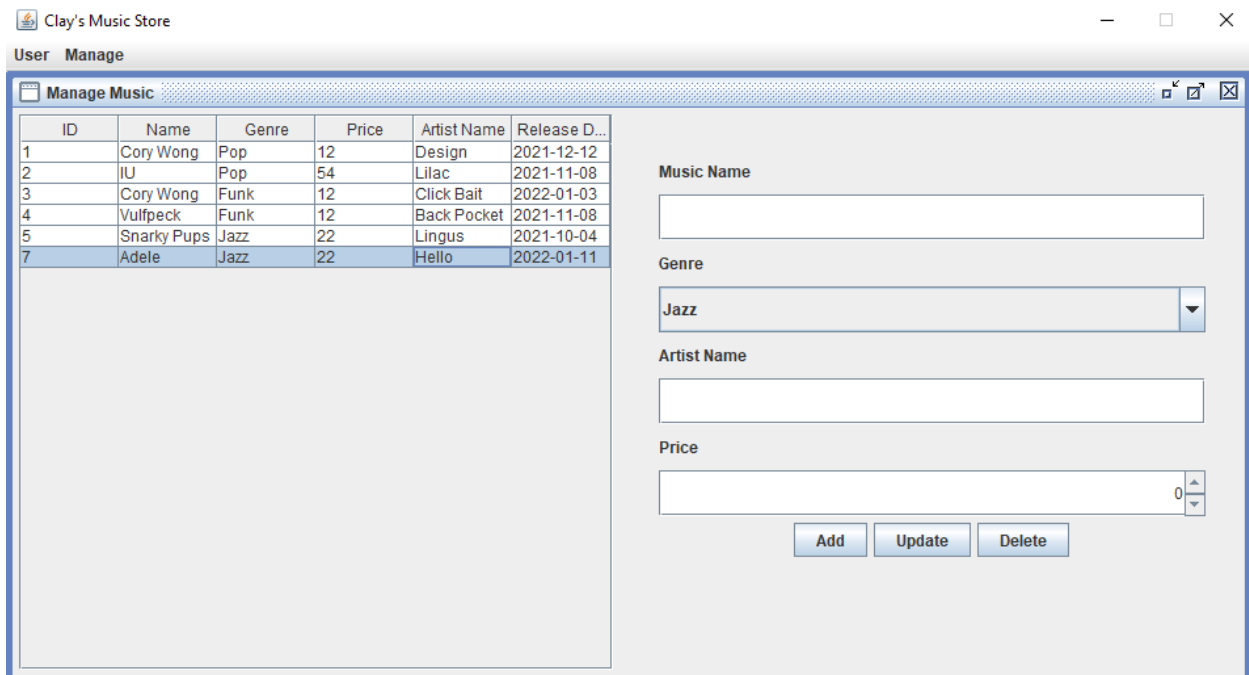 Clay's Music Store
User Manage
Manage Music
ID Name Genre Price Artist Name Release D...
1 Cory Wong Pop 12 Design 2021-12-12
2 IU Pop 54 Lilac 2021-11-08
3 Cory Wong Funk 12 Click Bait 2022-01-03
4 Vulfpeck Funk 12 Back Pocket 2021-11-08
5 Snarky Pups Jazz 22 Lingus 2021-10-04
7 Adele Jazz 22 Hello 2022-01-11
Music Name
Genre
Jazz
Artist Name
Price
0
Add Update Delete